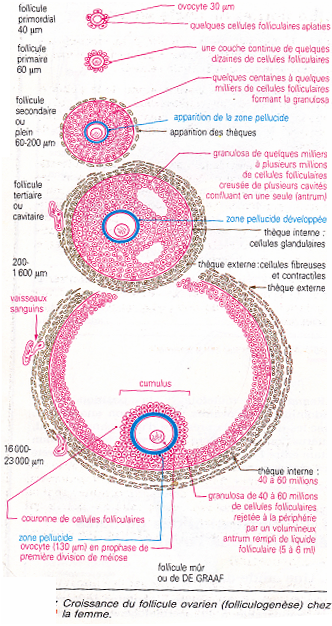 follicule
primordial
40 µm
ovocyte 30 µm
quelques cellules folliculaires aplaties
follicule
primaire
60 µm
une couche continue de quelques
dizaines de cellules folliculaires
quelques centaines à quelques
milliers de cellules folliculaires
formant la granulosa
follicule
secondaire
ou
plein
60-200 µm
apparition de la zone pellucide
apparition des thèques
granulosa de quelques milliers
à plusieurs millions
de cellules folliculaires
creusée de plusieurs cavités
confluant en une seule (antrum)
follicule
tertiaire
ou
cavitaire
zone pellucide développée
thèque interne :
cellules glandulaires
200-
1 600 µm
thèque externe : cellules fibreuses
et contractiles
thèque externe
vaisseaux
sanguins
cumulus
16 000-
23 000 µm
thèque interne :
40 à 60 millions
granulosa de 40 à 60 millions
de cellules folliculaires
rejetée à la périphérie
par un volumineux
antrum rempli de liquide
folliculaire (5 à 6 ml)
couronne de cellules folliculaires
zone pellucide
ovocyte (130 µm) en prophase de
première division de méiose
follicule mûr
ou de DE GRAAF
Croissance du follicule ovarien (folliculogenèse) chez
la femme.